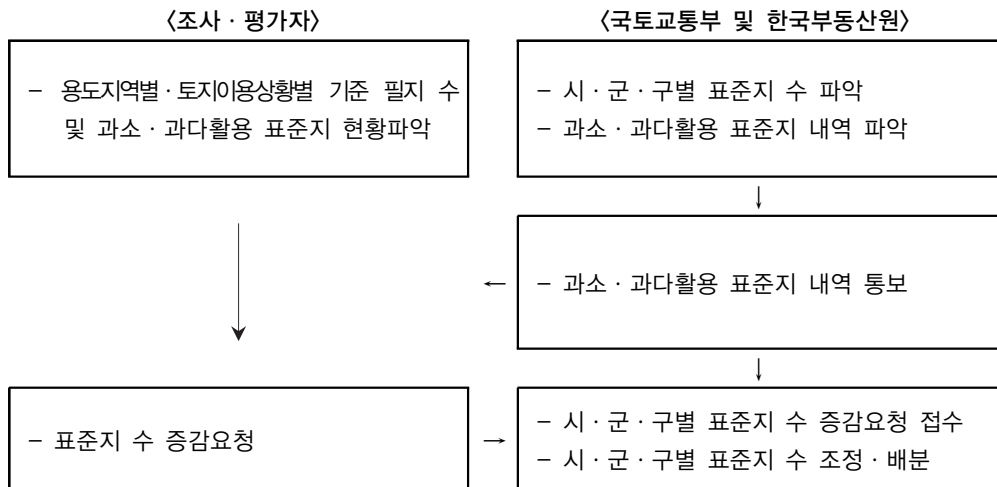 〈조사 · 평가자〉
- 용도지역별 · 토지이용상황별 기준 필지 수
및 과소 · 과다활용 표준지 현황파악
- 표준지 수 증감요청
〈국토교통부 및 한국부동산원〉
- 시 · 군 · 구별 표준지 수 파악
- 과소 · 과다활용 표준지 내역 파악
- 과소 · 과다활용 표준지 내역 통보
- 시 · 군 · 구별 표준지 수 증감요청 접수
- 시 · 군 · 구별 표준지 수 조정 · 배분